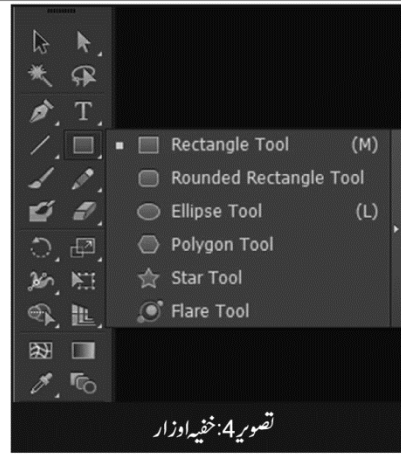 Rectangle Tool (M)
Rounded Rectangle Tool
Ellipse Tool (L)
Polygon Tool
Star Tool
Flare Tool
تصویر4:خفیہ اوزار